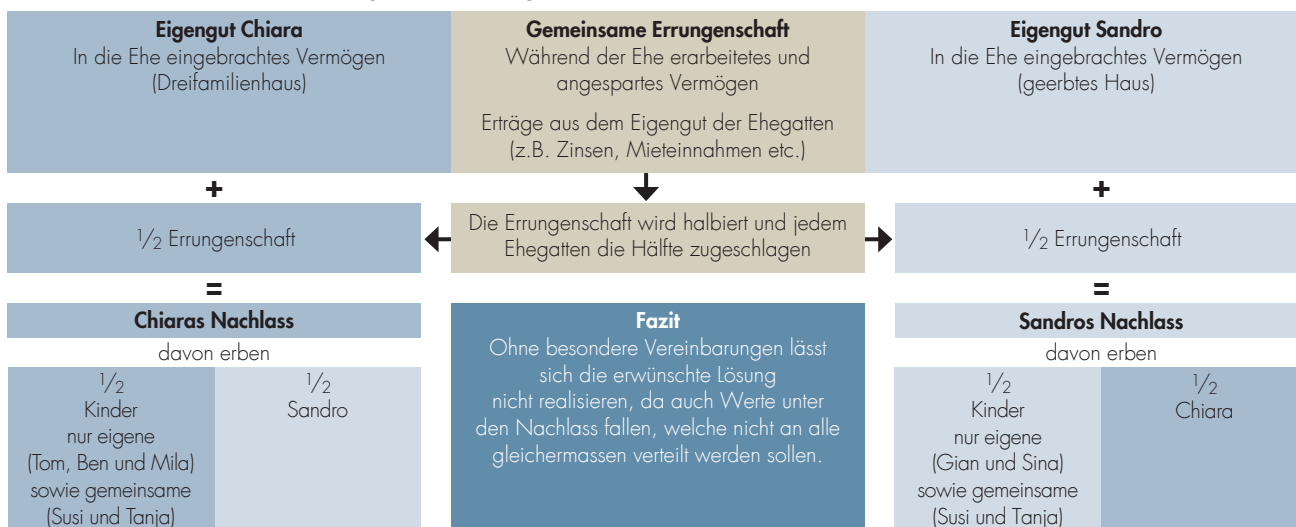 Eigengut Chiara
In die Ehe eingebrachtes Vermögen
(Dreifamilienhaus)
Gemeinsame Errungenschaft
Während der Ehe erarbeitetes und
angespartes Vermögen
Erträge aus dem Eigengut der Ehegatten
(z.B. Zinsen, Mieteinnahmen etc.)
Eigengut Sandro
In die Ehe eingebrachtes Vermögen
(geerbtes Haus)
+
+
1/2 Errungenschaft
Die Errungenschaft wird halbiert und jedem
Ehegatten die Hälfte zugeschlagen
1/2 Errungenschaft
=
=
Chiaras Nachlass
davon erben
1/2
Kinder
nur eigene
(Tom, Ben und Mila)
sowie gemeinsame
(Susi und Tanja)
1/2
Sandro
Fazit
Ohne besondere Vereinbarungen lässt
sich die erwünschte Lösung
nicht realisieren, da auch Werte unter
den Nachlass fallen, welche nicht an alle
gleichermassen verteilt werden sollen.
Sandros Nachlass
davon erben
1/2
Kinder
nur eigene
(Gian und Sina)
sowie gemeinsame
(Susi und Tanja)
1/2
Chiara